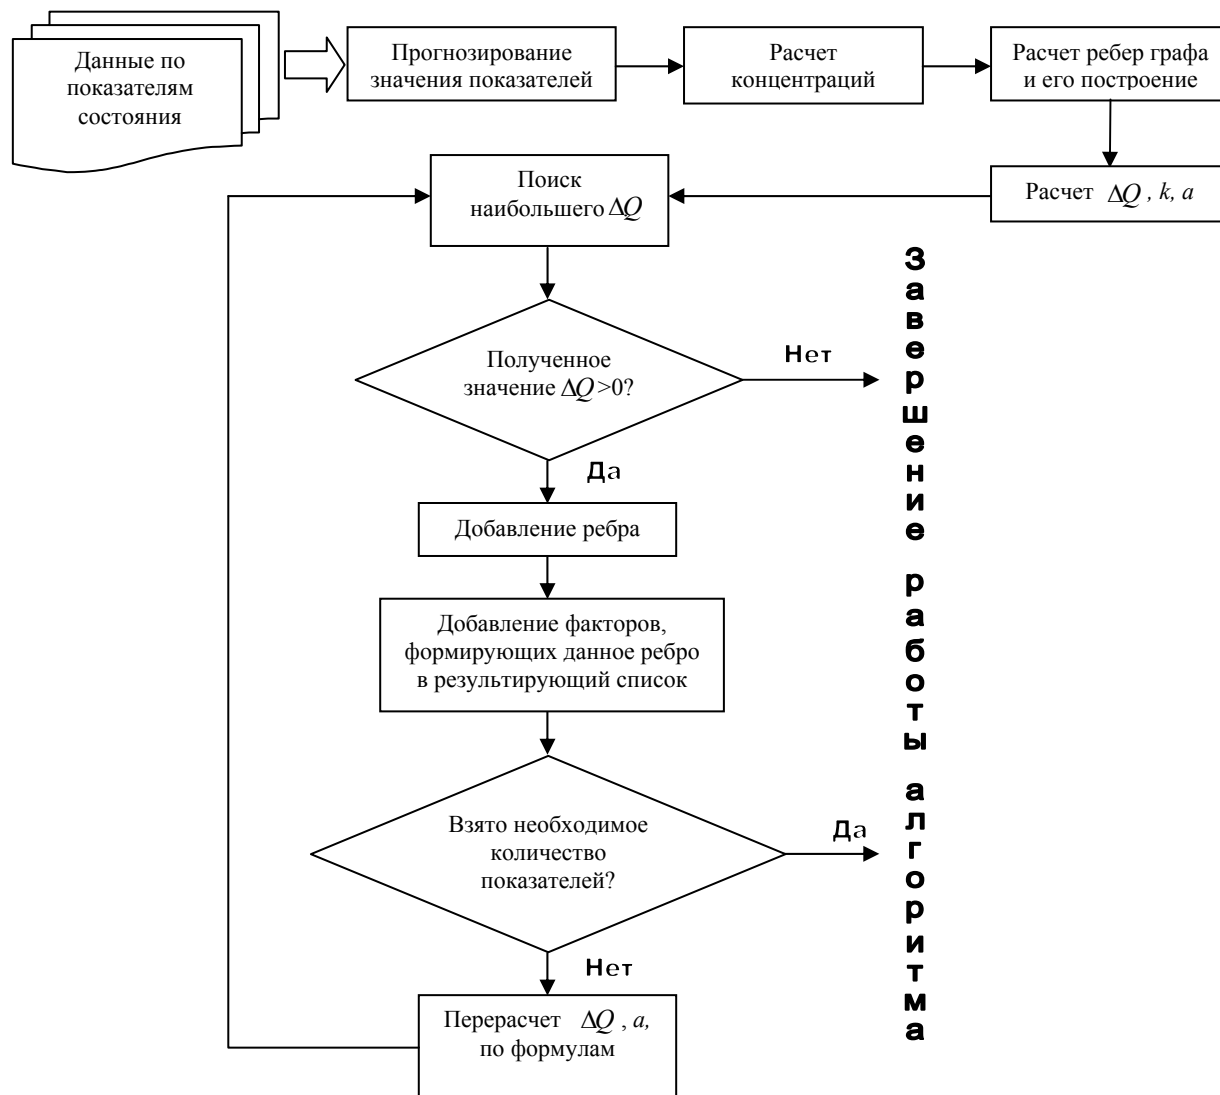 Данные по
показателям
состояния
Прогнозирование
значения показателей
Расчет
концентраций
Расчет ребер графа
и его построение
Расчет ΔQ , k, a
Поиск
наибольшего ΔQ
Полученное
значение ΔQ >0?
Нет
Да
Добавление ребра
Добавление факторов,
формирующих данное ребро
в результирующий список
Взято необходимое
количество
показателей?
Да
Нет
Перерасчет ΔQ , a,
по формулам
Завершение работы алгоритма